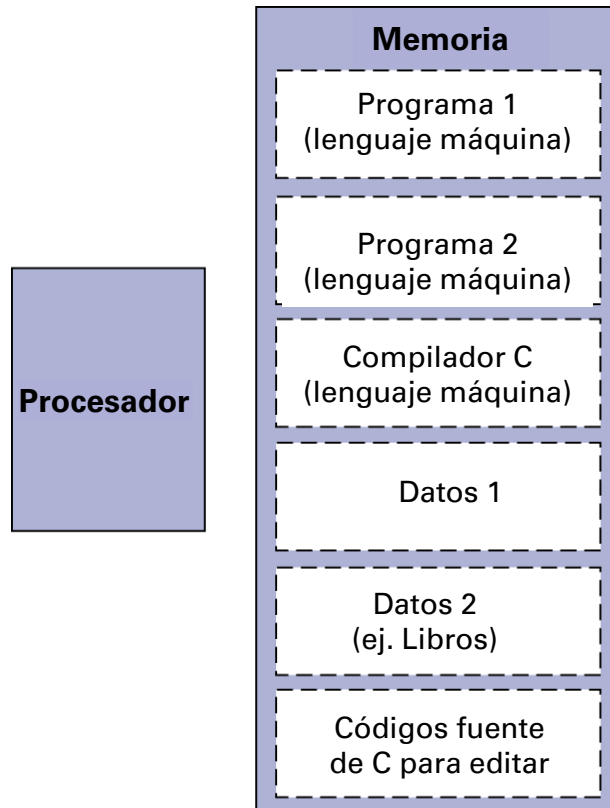 Memoria
Programa 1
(lenguaje máquina)
Programa 2
(lenguaje máquina)
Compilador C
(lenguaje máquina)
Procesador
Datos 1
Datos 2
(ej. Libros)
Códigos fuente
de C para editar